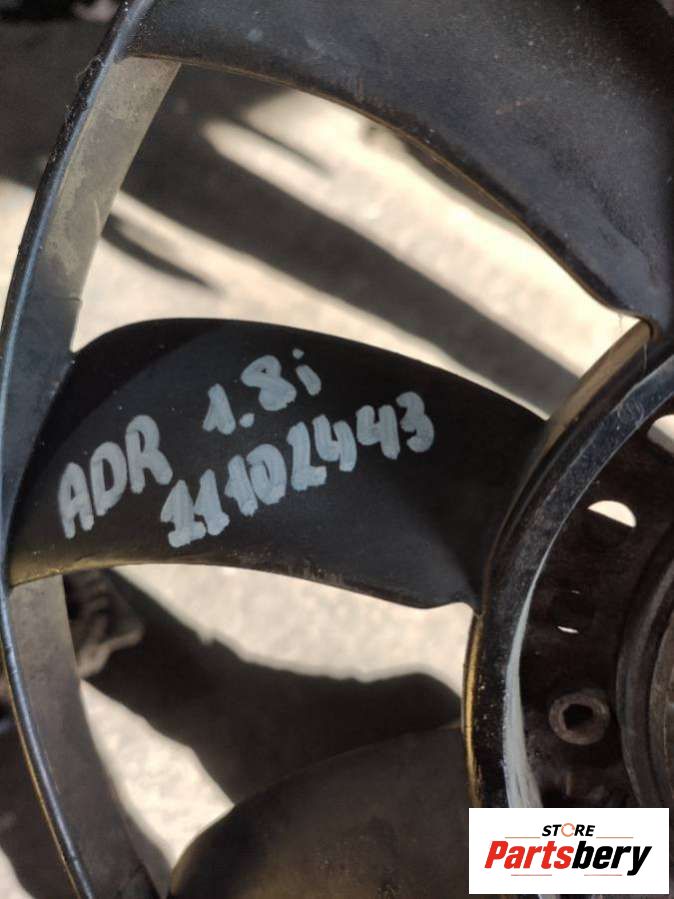 ADR 1.8i
11102443
STORE
Partsbery